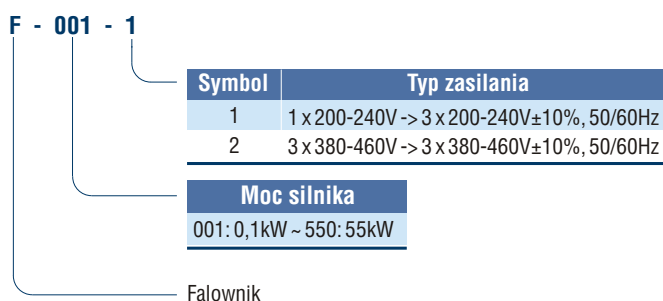 F - 001 - 1
Symbol Typ zasilania
1 1 x 200-240V -> 3 x 200-240V±10%, 50/60Hz
2 3 x 380-460V -> 3 x 380-460V±10%, 50/60Hz
Moc silnika
001: 0,1kW ~ 550: 55kW
Falownik